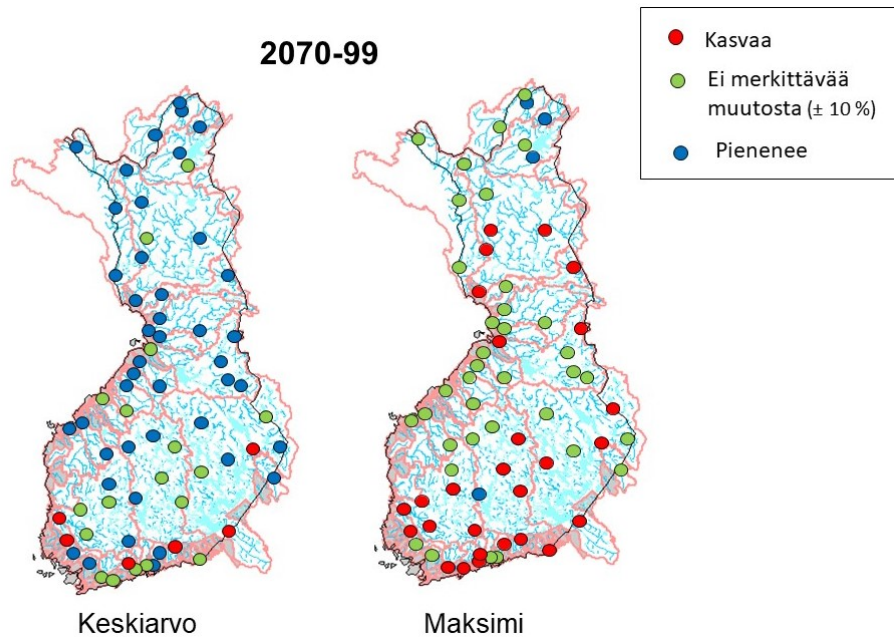 2070-99
Kasvaa
Ei merkittävää
muutosta (± 10 %)
Pienenee
Keskiarvo
Maksimi